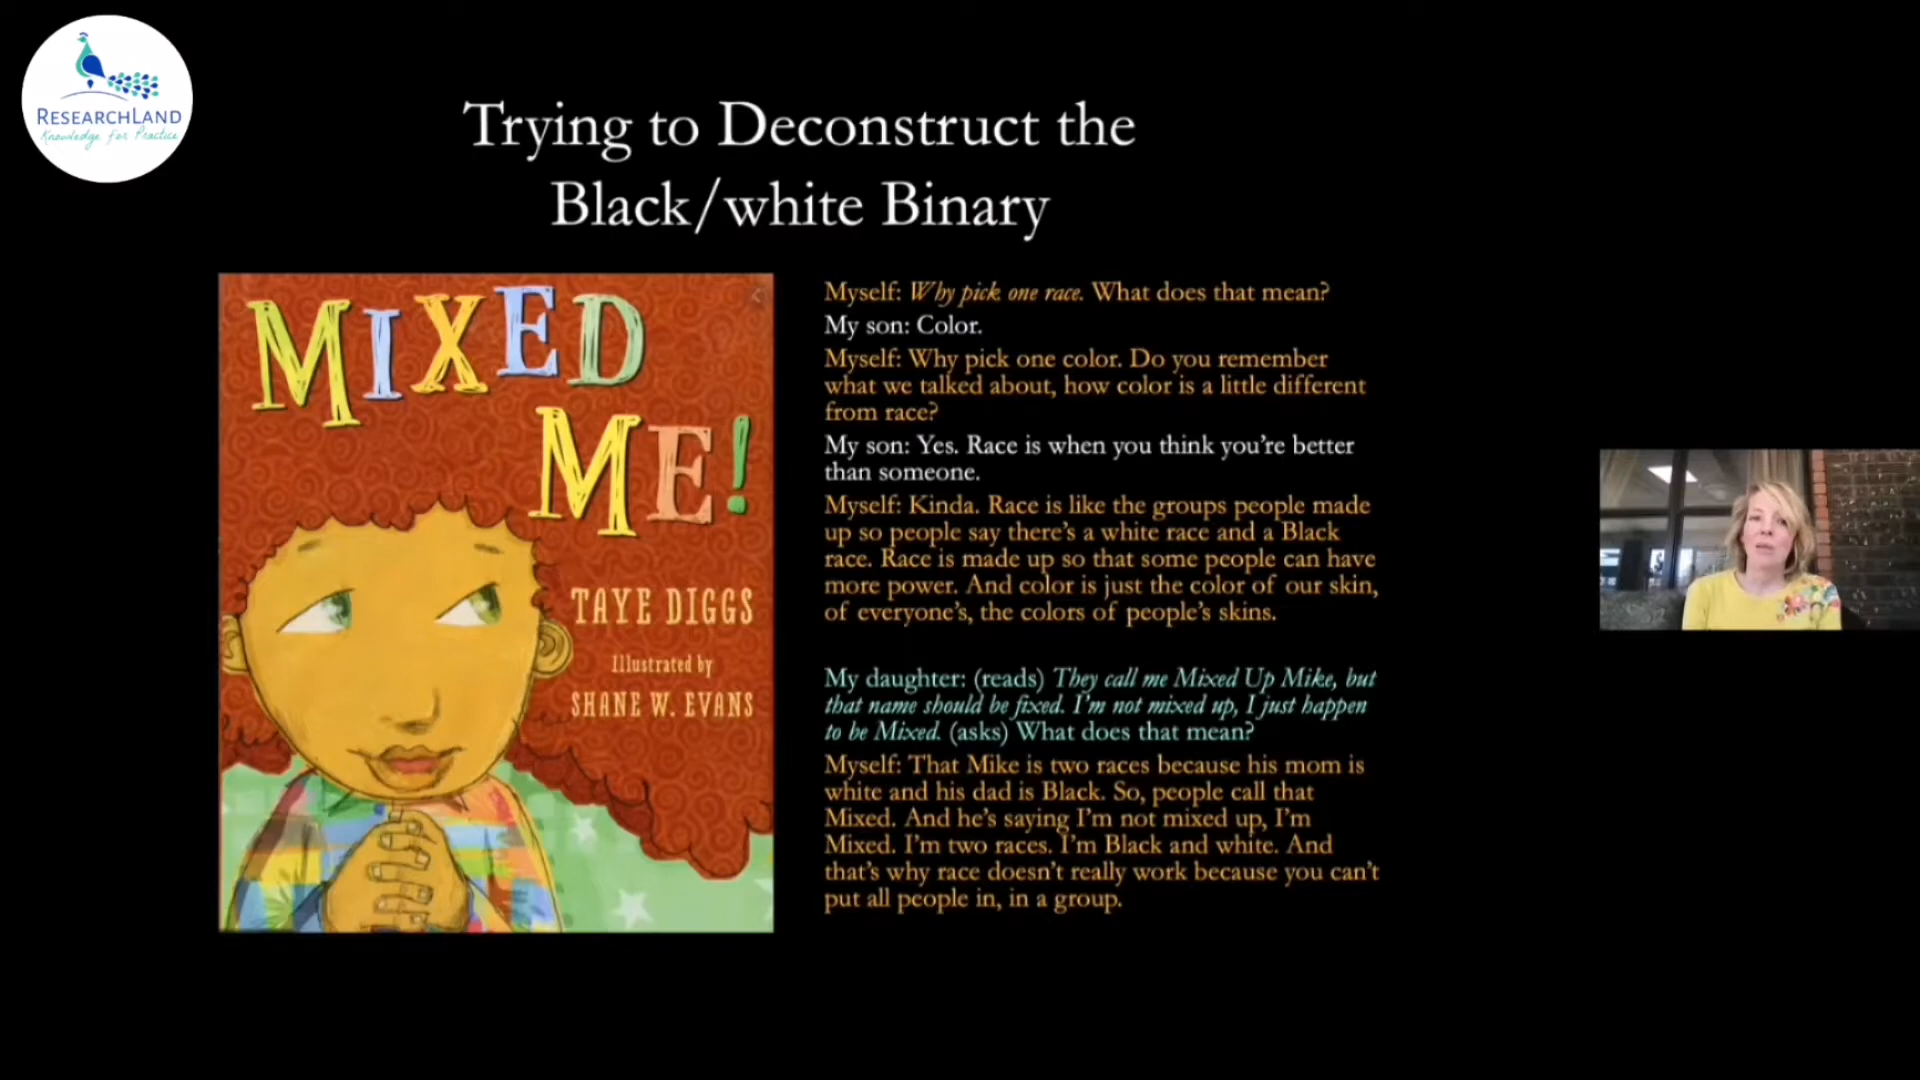 RESEARCHLAND
Knowledge for Practice
Trying to Deconstruct the
Black/white Binary
MIXED
ME!
TAYE DIGGS
Illustrated by
SHANE W. EVANS
Myself: Why pick one race. What does that mean?
My son: Color.
Myself: Why pick one color. Do you remember
what we talked about, how color is a little different
from race?
My son: Yes. Race is when you think you're better
than someone.
Myself: Kinda. Race is like the groups people made
up so people say there's a white race and a Black
race. Race is made up so that some people can have
more power. And color is just the color of our skin,
of everyone's, the colors of people's skins.
My daughter: (reads) They call me Mixed Up Mike, but
that name should be fixed. I'm not mixed up, I just happen
to be Mixed. (asks) What does that mean?
Myself: That Mike is two races because his mom is
white and his dad is Black. So, people call that
Mixed. And he's saying I'm not mixed up, I'm
Mixed. I'm two races. I'm Black and white. And
that's why race doesn't really work because you can't
put all people in, in a group.